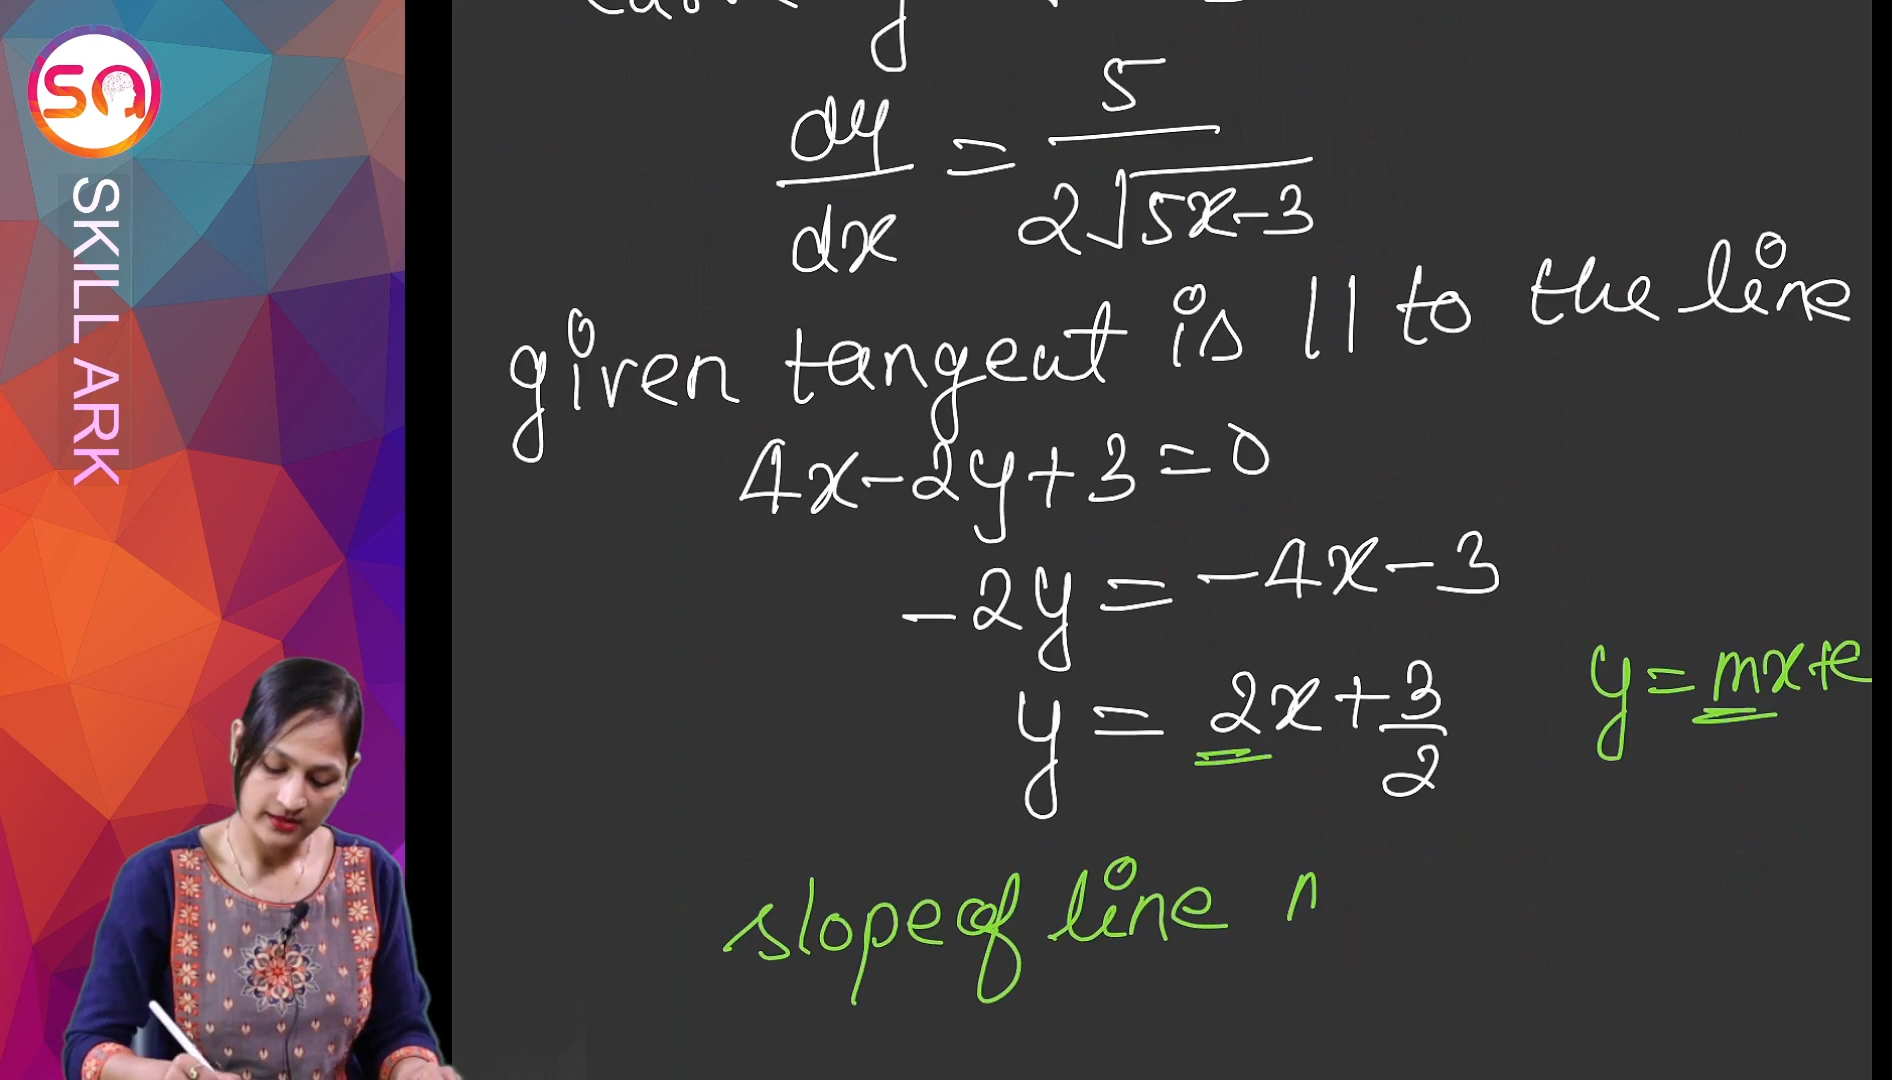 SKILL ARK
dy/dx = 5/2√5x-3
given tangent is || to the line
4x-2y+3=0
-2y = -4x-3
y = 2x+3/2
y=mx+c
slope of line